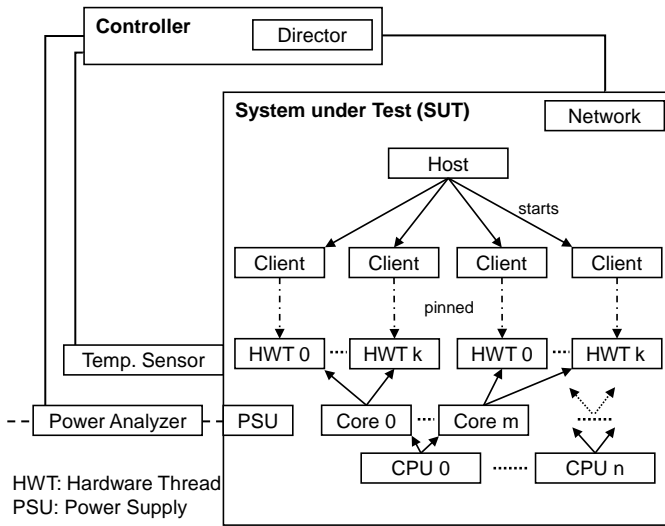 Controller
Director
System under Test (SUT)
Network
Host
starts
Client Client Client Client
pinned
HWT 0 HWT k HWT 0 HWT k
Temp. Sensor
Power Analyzer PSU Core 0 Core m
CPU 0 CPU n
HWT: Hardware Thread
PSU: Power Supply